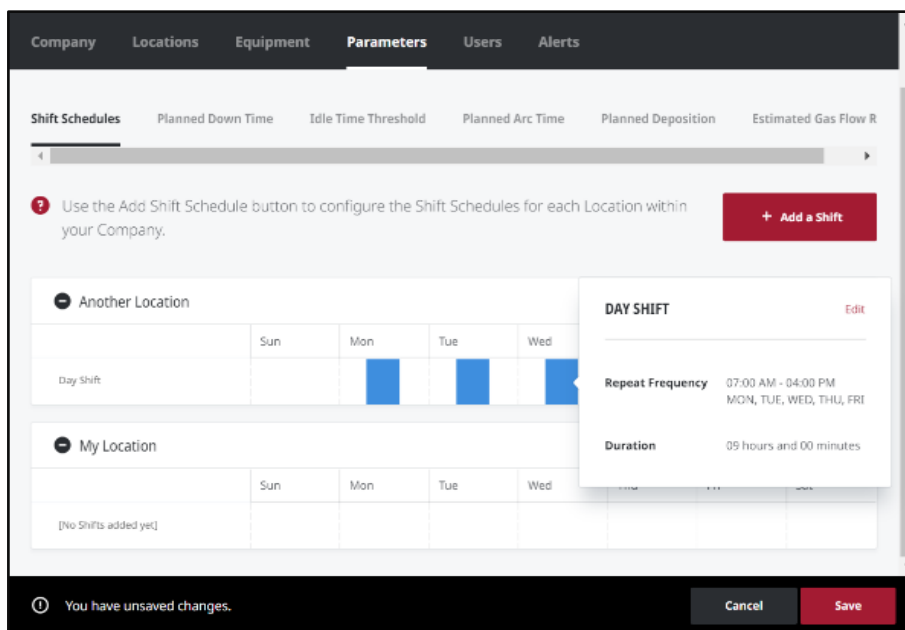 Company Locations Equipment Parameters Users Alerts
Shift Schedules Planned Down Time Idle Time Threshold Planned Arc Time Planned Deposition Estimated Gas Flow R
? Use the Add Shift Schedule button to configure the Shift Schedules for each Location within
your Company.
+ Add a Shift
Another Location
Sun Mon Tue Wed
Day Shift
DAY SHIFT Edit
Repeat Frequency 07:00 AM - 04:00 PM
MON, TUE, WED, THU, FRI
Duration 09 hours and 00 minutes
My Location
Sun Mon Tue Wed
[No Shifts added yet]
You have unsaved changes.
Cancel Save